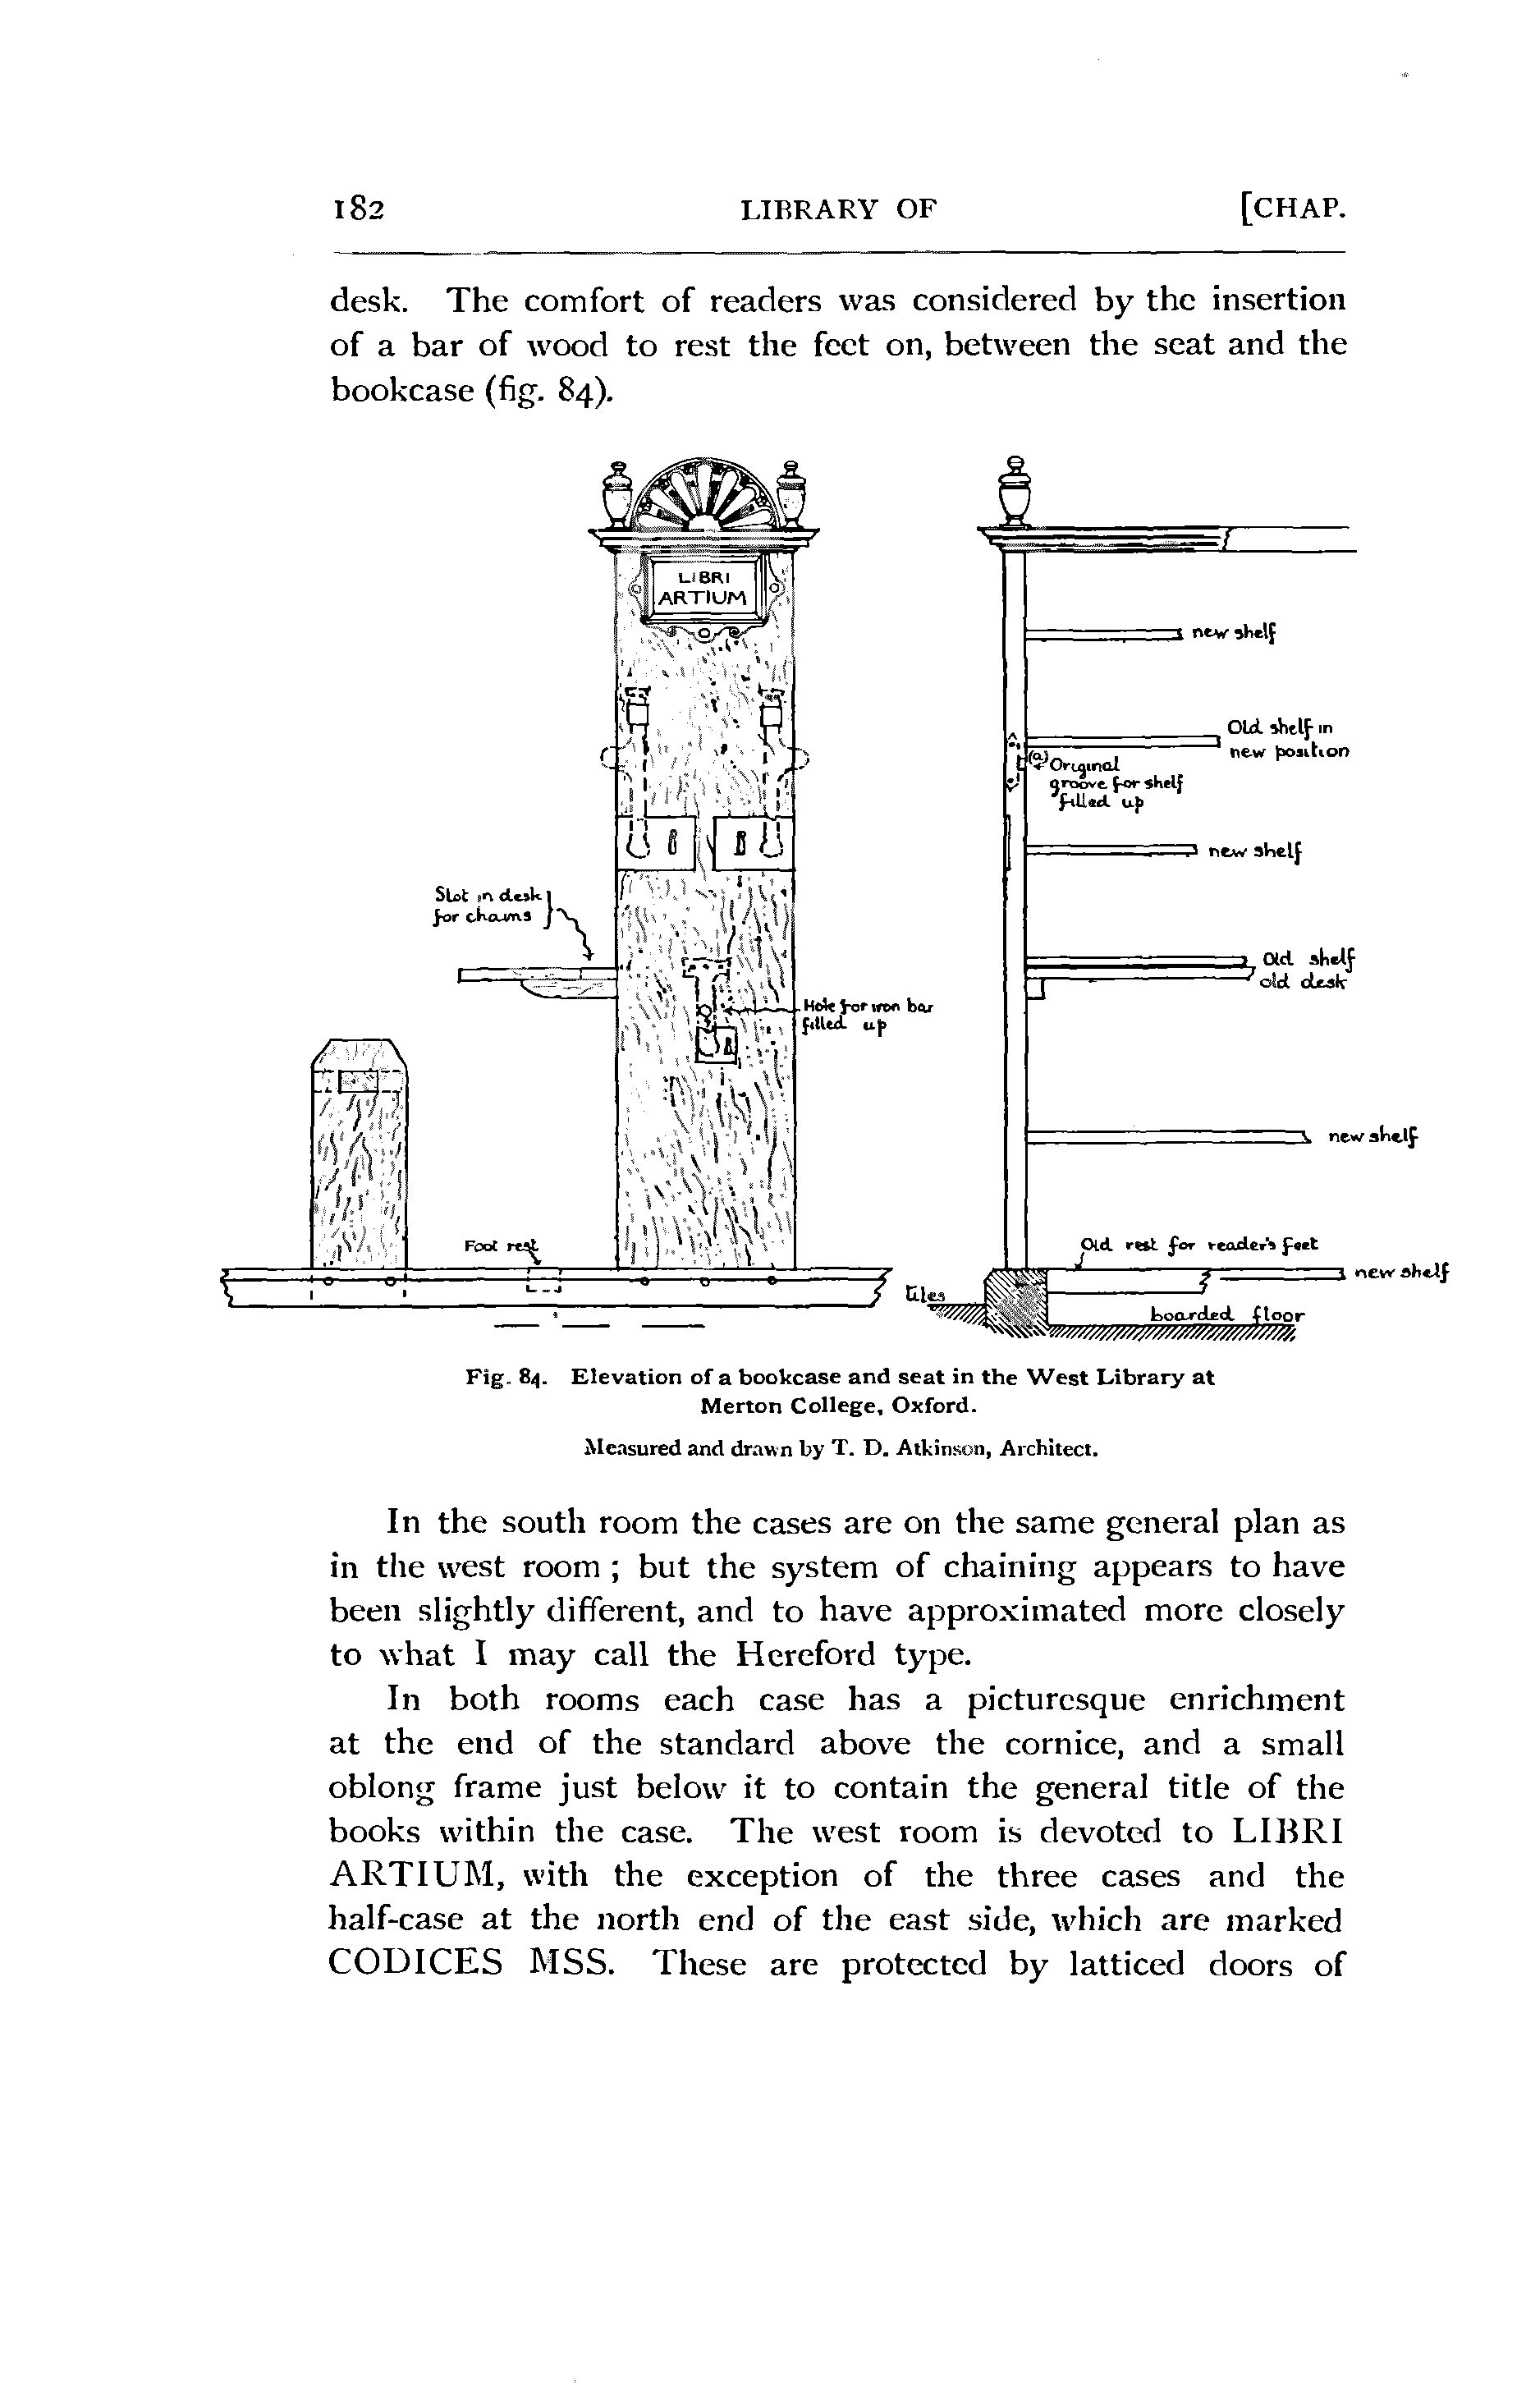 182 LIBRARY OF [CHAP.
desk. The comfort of readers was considered by the insertion
of a bar of wood to rest the feet on, between the seat and the
bookcase (fig. 84).
LIBRI
ARTIUM
Slot in desk
for chains
Hole for iron bar
filled up
Foot rest
new shelf
Old shelf in
new position
(a) Original
groove for shelf
filled up
new shelf
Old shelf
old desk
new shelf
Old rest for reader's feet
new shelf
tiles
boarded floor
Fig. 84. Elevation of a bookcase and seat in the West Library at
Merton College, Oxford.
Measured and drawn by T. D. Atkinson, Architect.
In the south room the cases are on the same general plan as
in the west room ; but the system of chaining appears to have
been slightly different, and to have approximated more closely
to what I may call the Hereford type.
In both rooms each case has a picturesque enrichment
at the end of the standard above the cornice, and a small
oblong frame just below it to contain the general title of the
books within the case. The west room is devoted to LIBRI
ARTIUM, with the exception of the three cases and the
half-case at the north end of the east side, which are marked
CODICES MSS. These are protected by latticed doors of